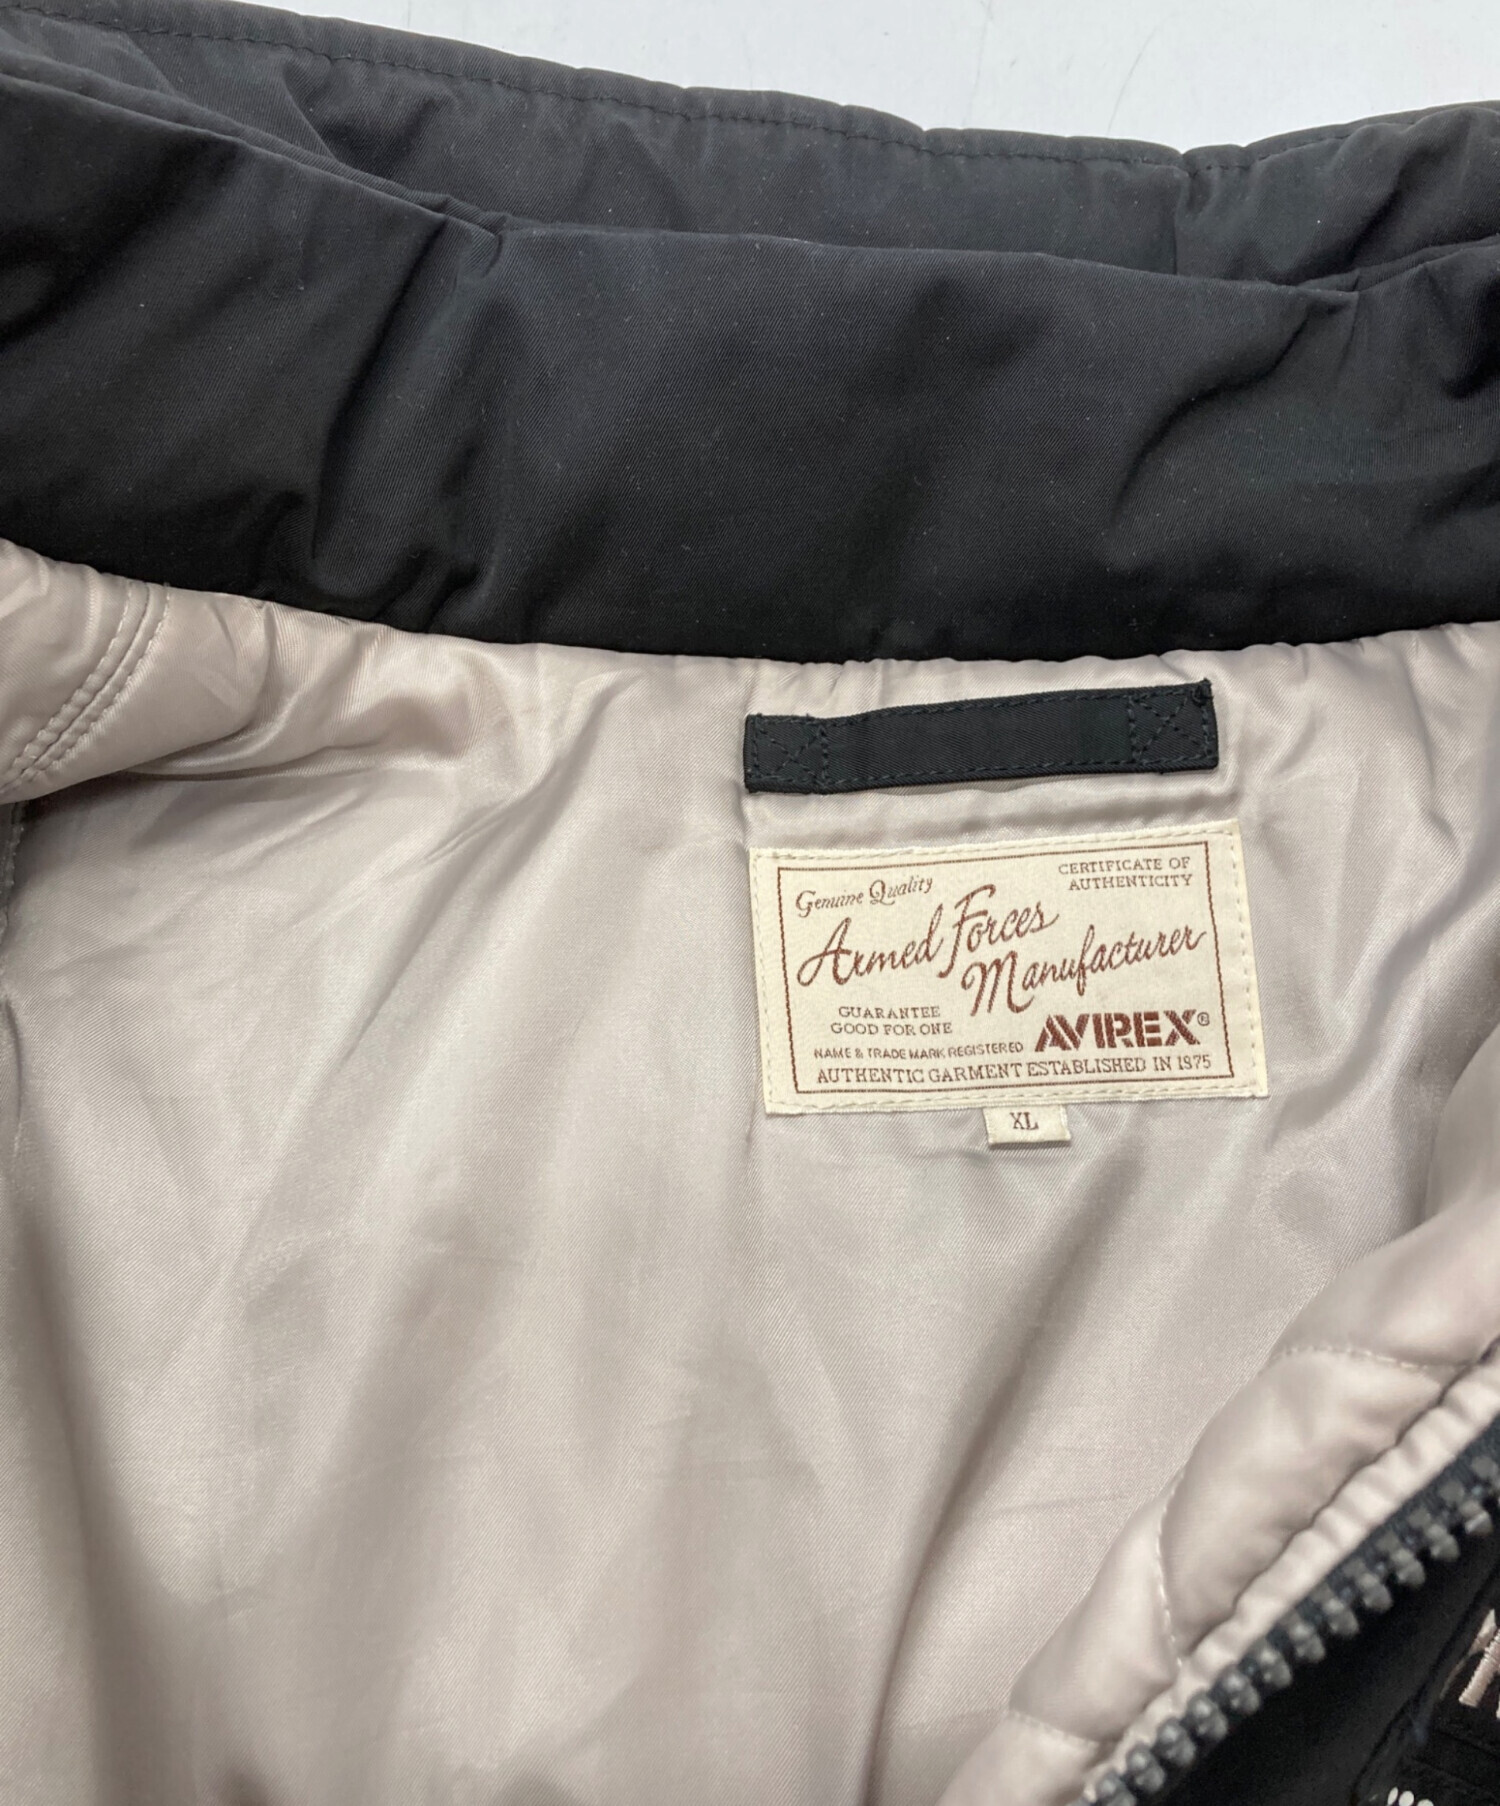 Genuine Quality
CERTIFICATE OF
AUTHENTICITY
Armed Forces
Manufacturer
GUARANTEE
GOOD FOR ONE
NAME & TRADE MARK REGISTERED
AVIREX®
AUTHENTIC GARMENT ESTABLISHED IN 1975
XL